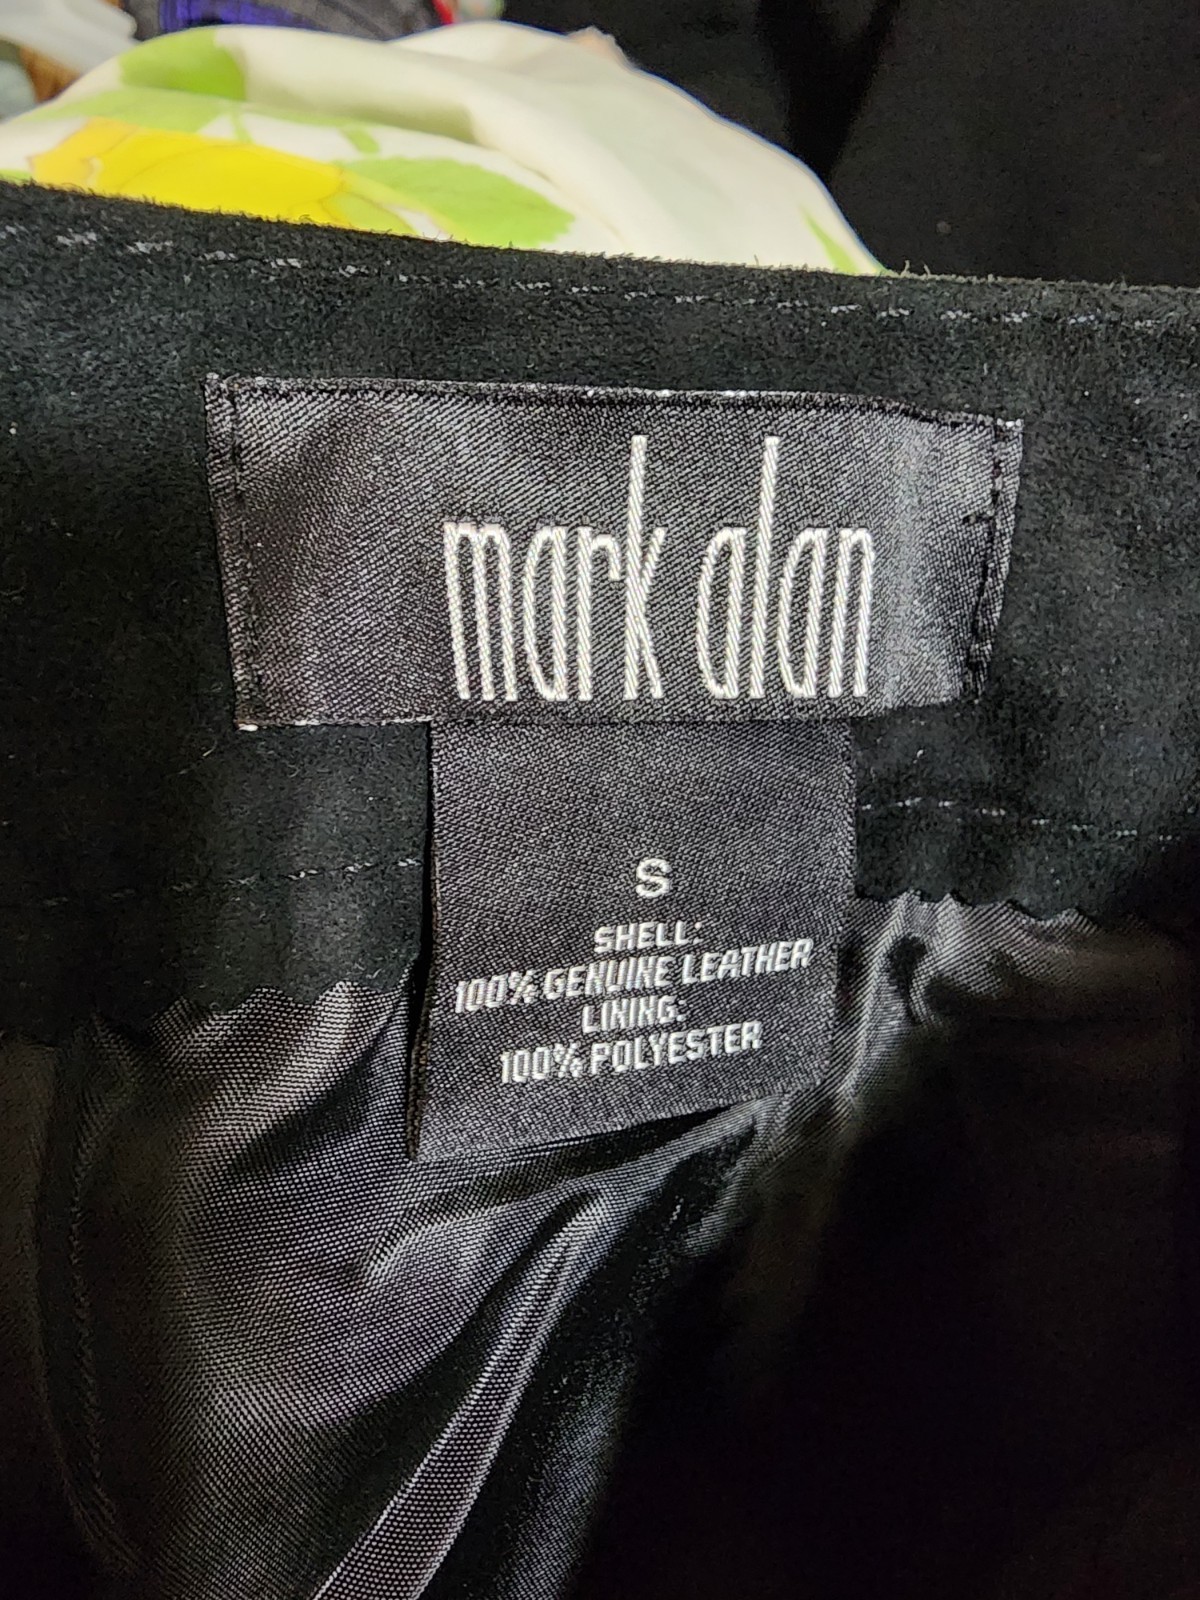 mark alan
S
SHELL:
100% GENUINE LEATHER
LINING:
100% POLYESTER